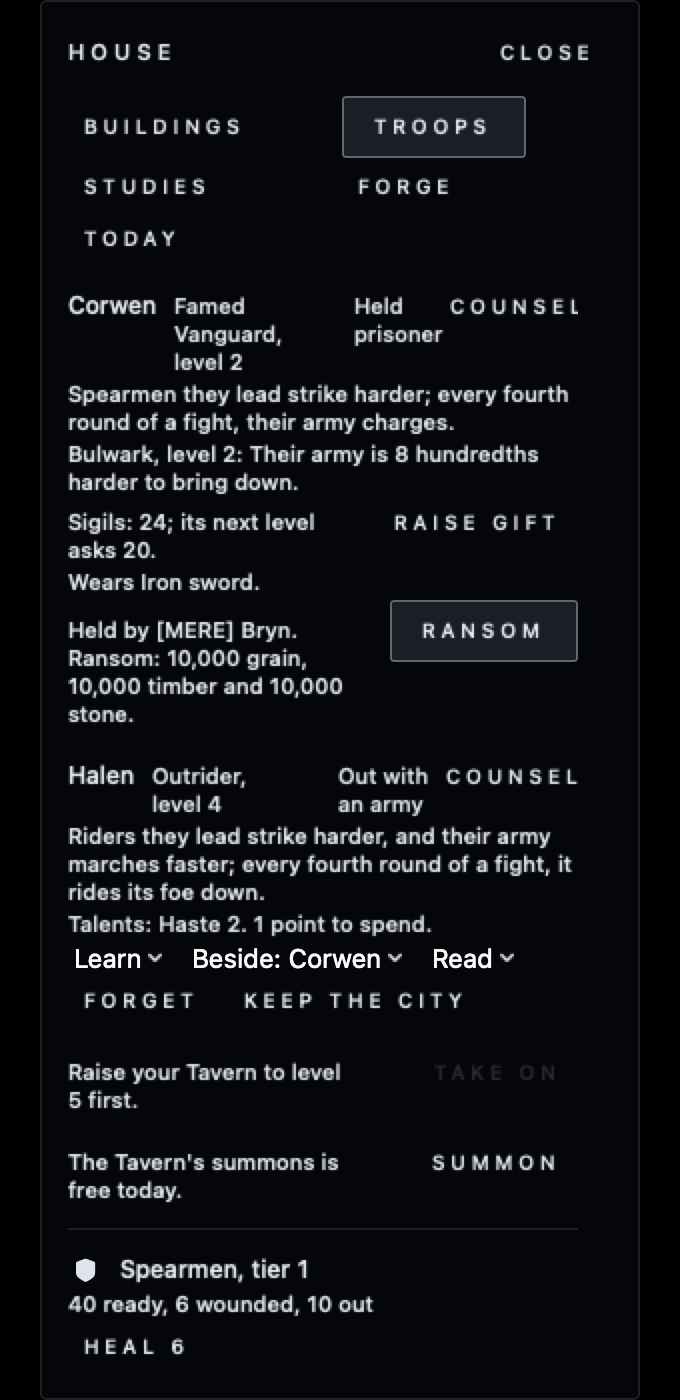 HOUSE CLOSE
BUILDINGS TROOPS
STUDIES FORGE
TODAY
Corwen Famed Vanguard, level 2 Held prisoner COUNSEL
Spearmen they lead strike harder; every fourth
round of a fight, their army charges.
Bulwark, level 2: Their army is 8 hundredths
harder to bring down.
Sigils: 24; its next level RAISE GIFT
asks 20.
Wears Iron sword.
Held by [MERE] Bryn. RANSOM
Ransom: 10,000 grain,
10,000 timber and 10,000
stone.
Halen Outrider, level 4 Out with an army COUNSEL
Riders they lead strike harder, and their army
marches faster; every fourth round of a fight, it
rides its foe down.
Talents: Haste 2. 1 point to spend.
Learn Beside: Corwen Read
FORGET KEEP THE CITY
Raise your Tavern to level TAKE ON
5 first.
The Tavern's summons is SUMMON
free today.
Spearmen, tier 1
40 ready, 6 wounded, 10 out
HEAL 6